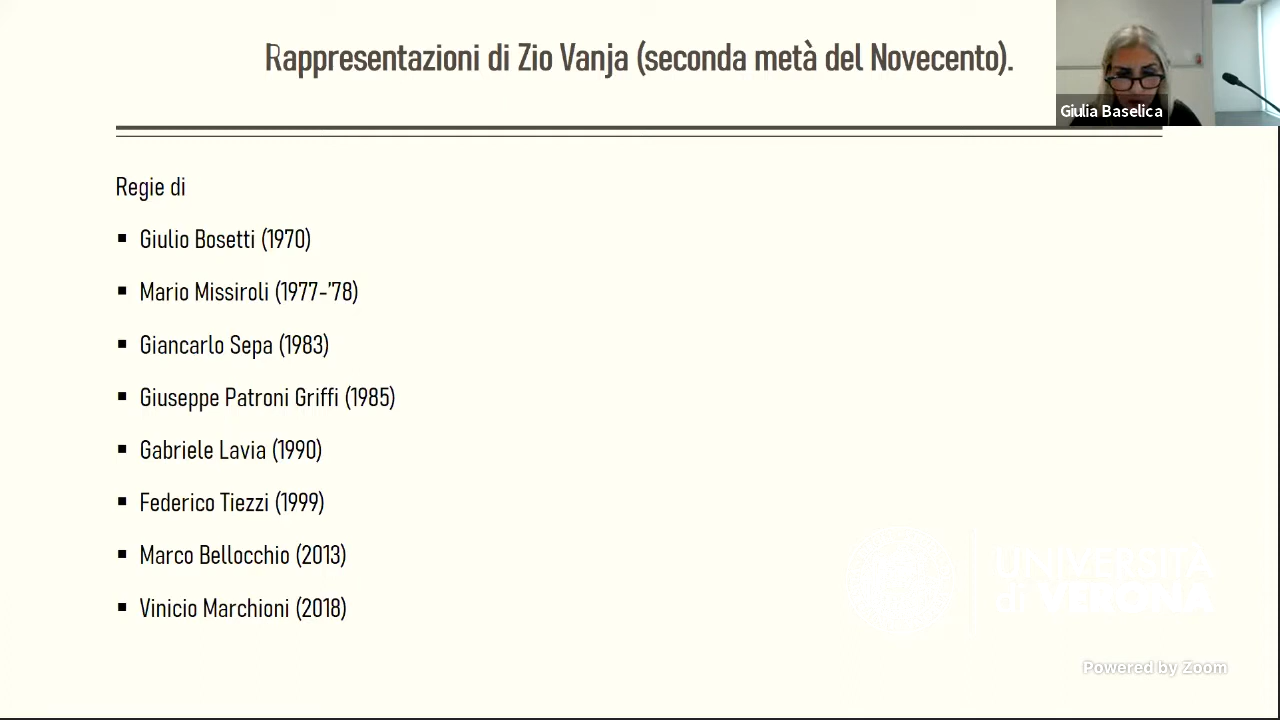 Rappresentazioni di Zio Vanja (seconda metà del Novecento).
Giulia Baselica
Regie di
▪ Giulio Bosetti (1970)
▪ Mario Missiroli (1977-'78)
▪ Giancarlo Sepa (1983)
▪ Giuseppe Patroni Griffi (1985)
▪ Gabriele Lavia (1990)
▪ Federico Tiezzi (1999)
▪ Marco Bellocchio (2013)
▪ Vinicio Marchioni (2018)
UNIVERSITÀ
di VERONA
Powered by Zoom